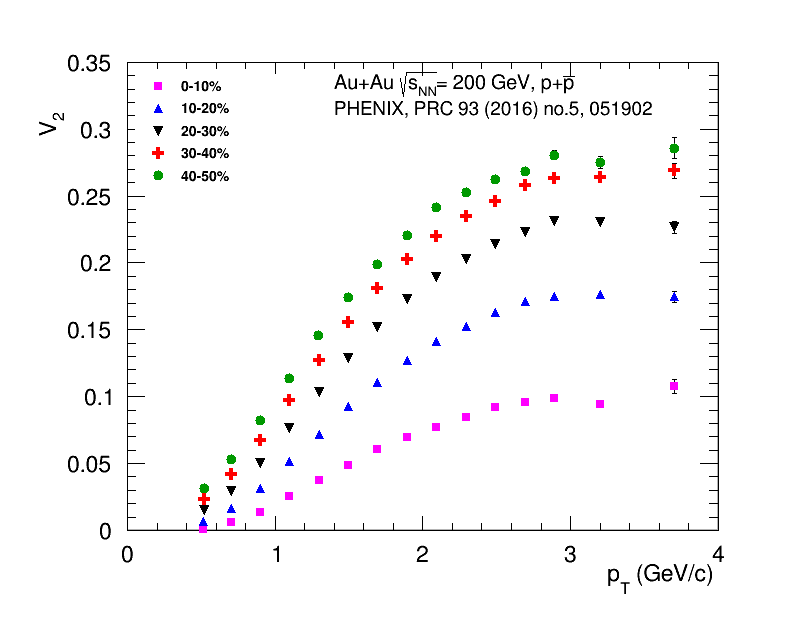 0.35
0.3
0.25
0.2
0.15
0.1
0.05
0
V₂
0-10%
10-20%
20-30%
30-40%
40-50%
Au+Au √s_NN = 200 GeV, p+p̅
PHENIX, PRC 93 (2016) no.5, 051902
0 1 2 3 4
p_T (GeV/c)